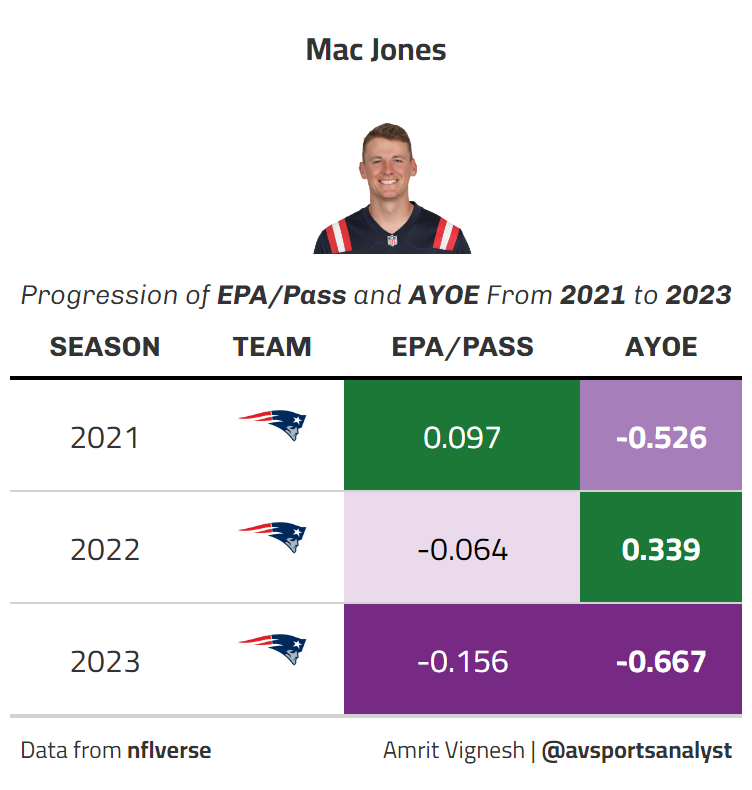 Mac Jones
Progression of EPA/Pass and AYOE From 2021 to 2023
SEASON TEAM EPA/PASS AYOE
2021 0.097 -0.526
2022 -0.064 0.339
2023 -0.156 -0.667
Data from nflverse Amrit Vignesh | @avsportsanalyst